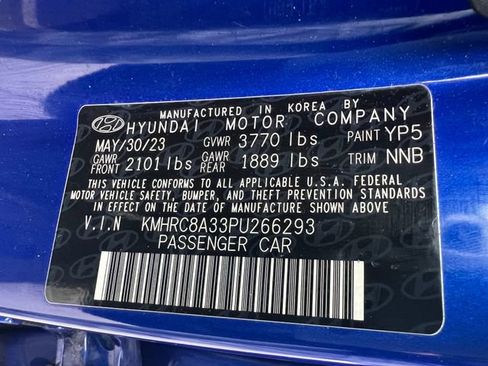 MANUFACTURED IN KOREA BY
HYUNDAI MOTOR COMPANY
MAY/30/23 GVWR 3770 lbs PAINT YP5
GAWR FRONT 2101 lbs GAWR REAR 1889 lbs TRIM NNB
THIS VEHICLE CONFORMS TO ALL APPLICABLE U.S.A. FEDERAL
MOTOR VEHICLE SAFETY, BUMPER, AND THEFT PREVENTION STANDARDS
IN EFFECT ON THE DATE OF MANUFACTURE SHOWN ABOVE
V.I.N KMHRC8A33PU266293
PASSENGER CAR